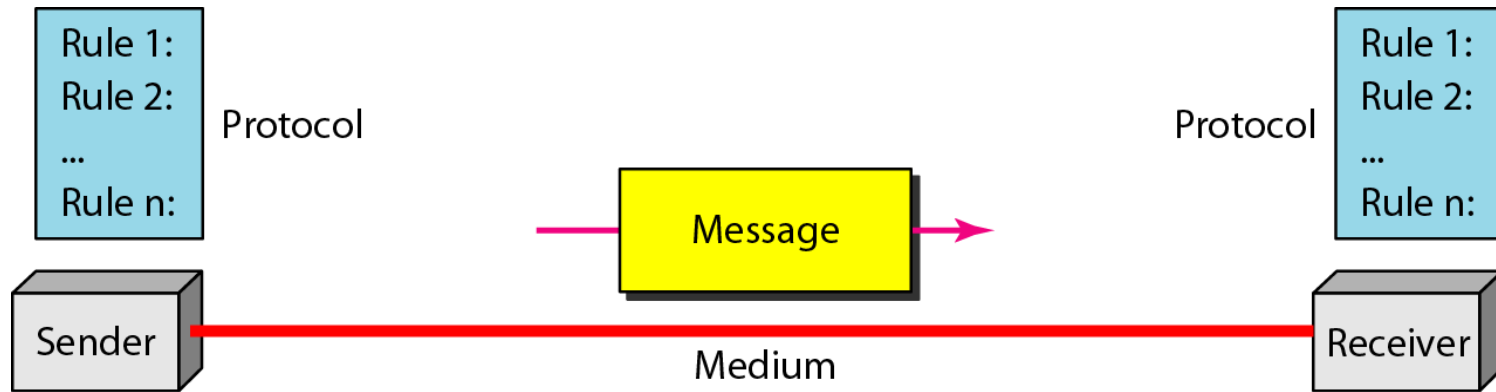 Rule 1:
Rule 2:
...
Rule n:
Protocol
Message
Protocol
Rule 1:
Rule 2:
...
Rule n:
Sender
Medium
Receiver